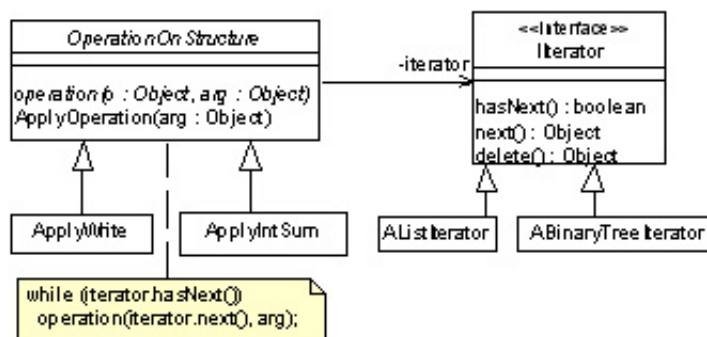 OperationOnStructure
operation(o : Object, arg : Object)
ApplyOperation(arg : Object)
-iterator
<<Interface>>
IIterator
hasNext() : boolean
next() : Object
delete() : Object
ApplyWrite
ApplyIntSum
AListIterator
ABinaryTreeIterator
while (iterator.hasNext())
operation(iterator.next(), arg);